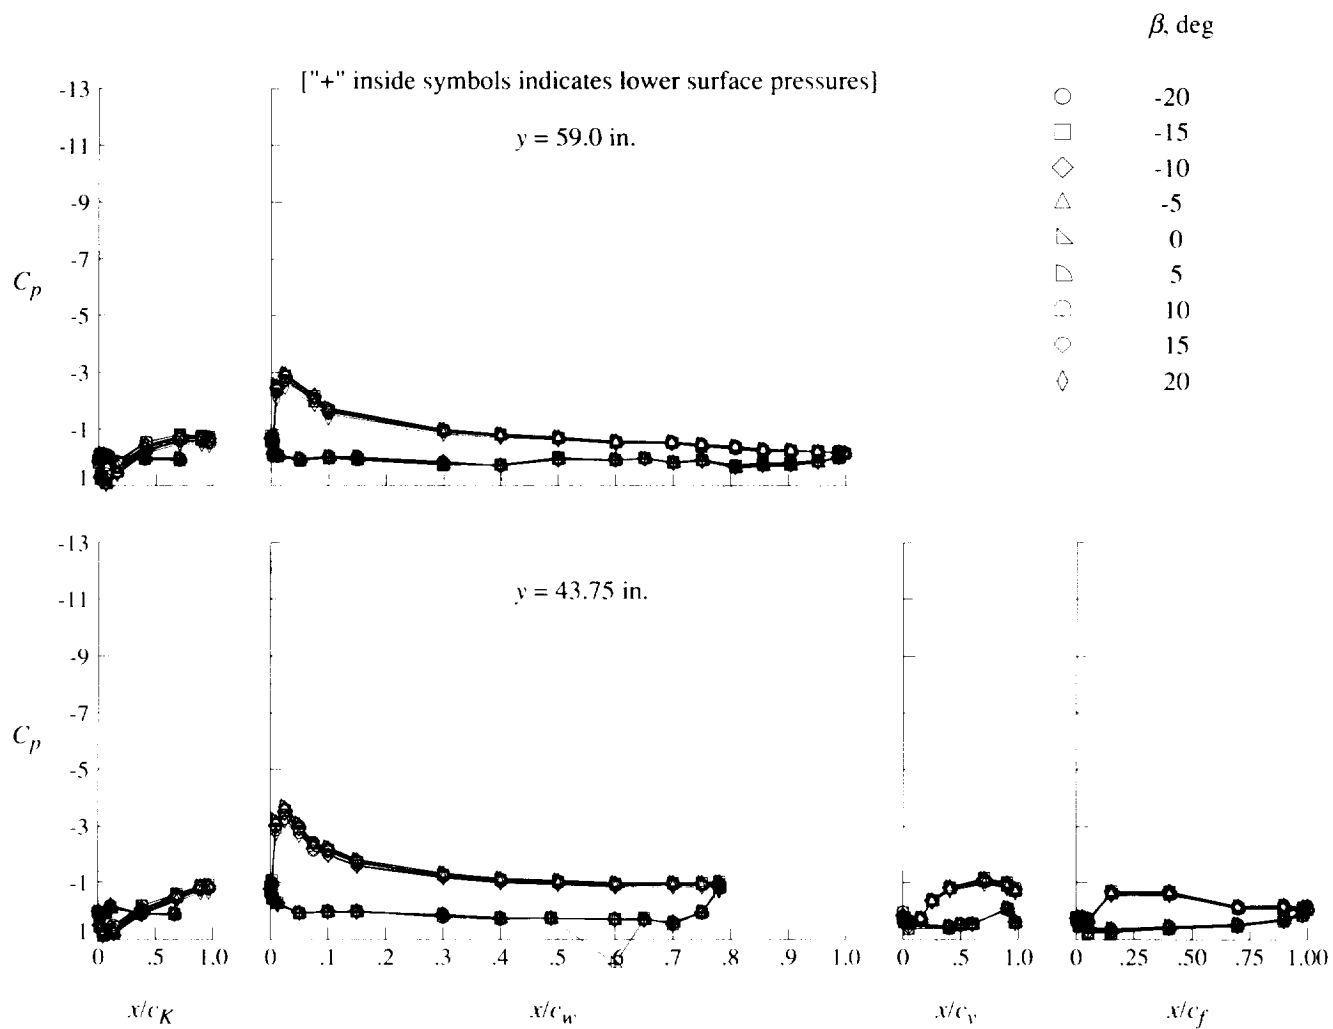 β, deg
["+" inside symbols indicates lower surface pressures]
y = 59.0 in.
-20
-15
-10
-5
0
5
10
15
20
-13
-11
-9
-7
-5
-3
-1
1
C_p
y = 43.75 in.
-13
-11
-9
-7
-5
-3
-1
1
C_p
0 .5 1.0
0 .1 .2 .3 .4 .5 .6 .7 .8 .9 1.0
0 .5 1.0
0 .25 .50 .75 1.00
x/c_K
x/c_w
x/c_v
x/c_f